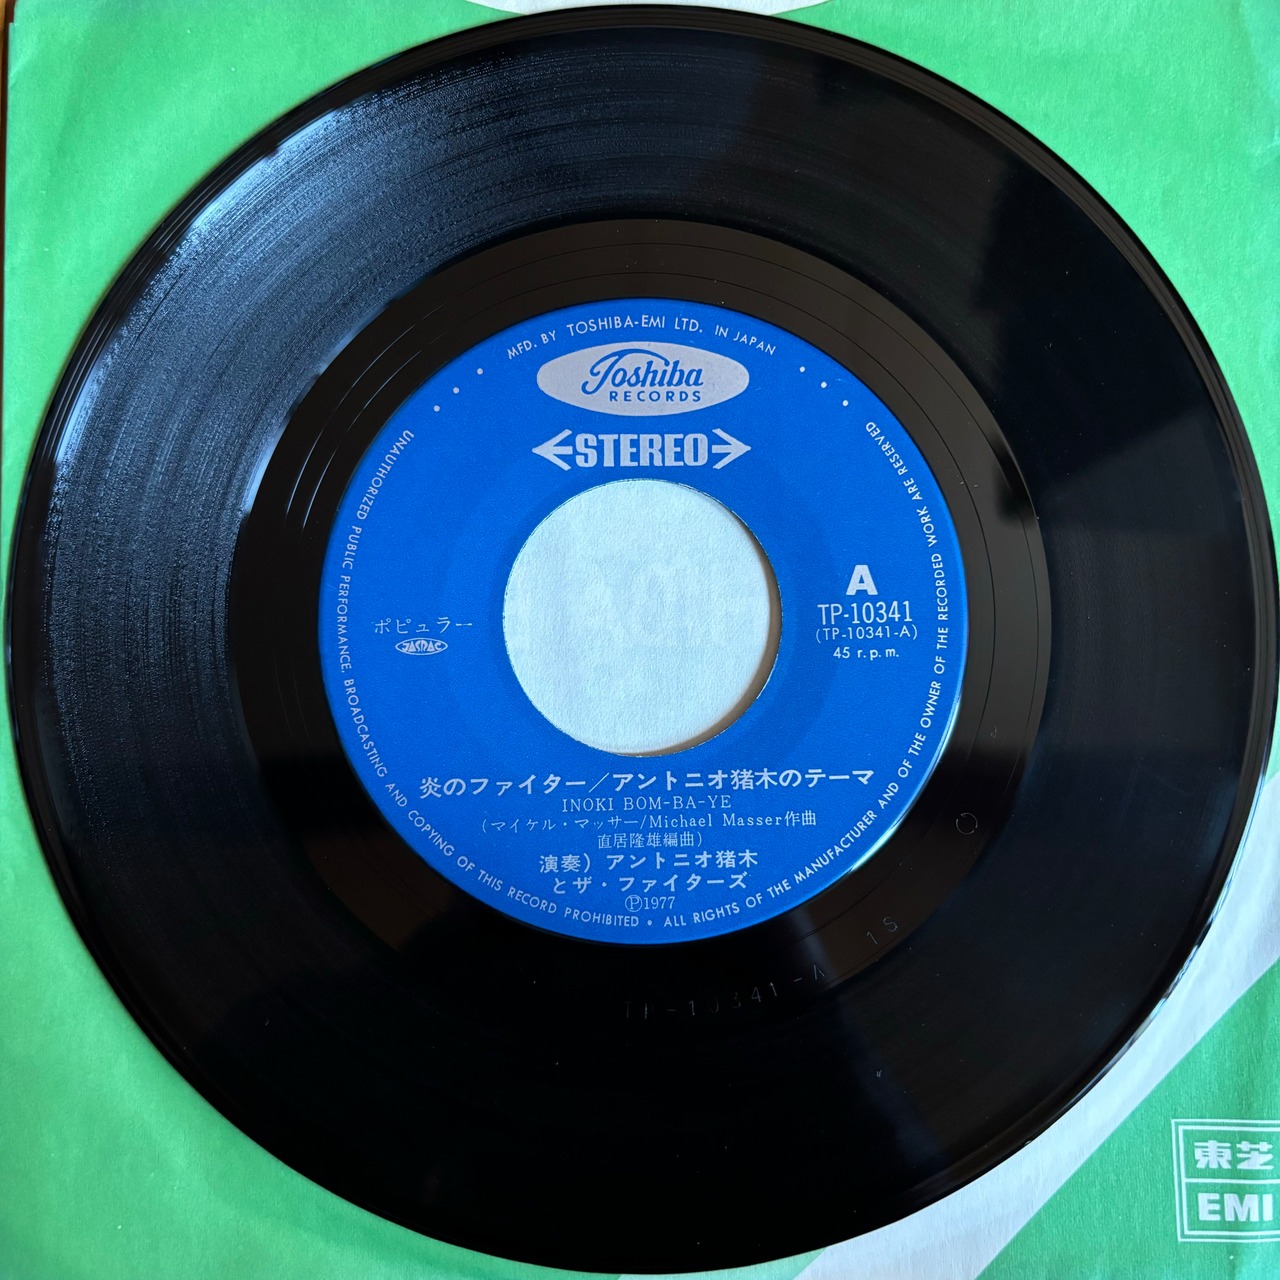 MFD. BY TOSHIBA-EMI LTD. IN JAPAN
Toshiba
RECORDS
STEREO
A
TP-10341
(TP-10341-A)
45 r.p.m.
ポピュラー
JASRAC
炎のファイター/アントニオ猪木のテーマ
INOKI BOM-BA-YE
(マイケル・マッサー/Michael Masser作曲
直居隆雄編曲)
演奏) アントニオ猪木
とザ・ファイターズ
Ⓟ1977
UNAUTHORIZED PUBLIC PERFORMANCE, BROADCASTING AND COPYING OF THIS RECORD PROHIBITED • ALL RIGHTS OF THE MANUFACTURER AND OF THE OWNER OF THE RECORDED WORK ARE RESERVED
TP-10341-A 1S
東芝
EMI